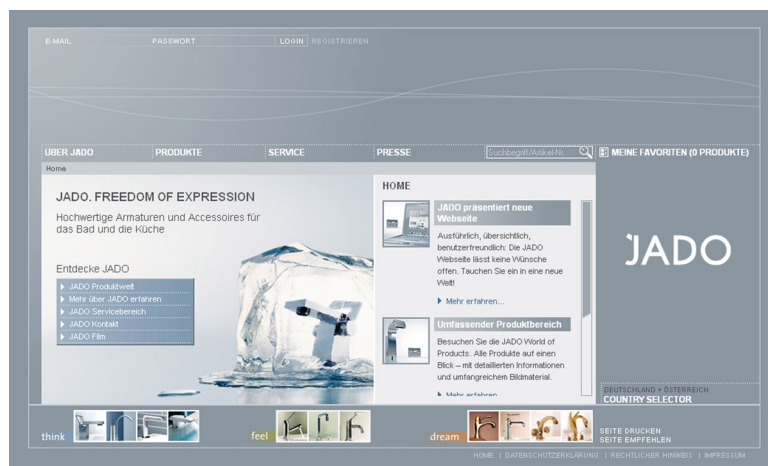 E-MAIL PASSWORT LOGIN REGISTRIEREN
ÜBER JADO PRODUKTE SERVICE PRESSE Suchbegriff/Artikel-Nr. MEINE FAVORITEN (0 PRODUKTE)
Home
JADO. FREEDOM OF EXPRESSION
Hochwertige Armaturen und Accessoires für
das Bad und die Küche
Entdecke JADO
JADO Produktwelt
Mehr über JADO erfahren
JADO Servicebereich
JADO Kontakt
JADO Film
HOME
JADO präsentiert neue
Webseite
Ausführlich, übersichtlich,
benutzerfreundlich: Die JADO
Webseite lässt keine Wünsche
offen. Tauchen Sie ein in eine neue
Welt!
Mehr erfahren...
Umfassender Produktbereich
Besuchen Sie die JADO World of
Products. Alle Produkte auf einen
Blick – mit detaillierten Informationen
und umfangreichem Bildmaterial.
Mehr erfahren
JADO
DEUTSCHLAND + ÖSTERREICH
COUNTRY SELECTOR
think feel dream
SEITE DRUCKEN
SEITE EMPFEHLEN
HOME | DATENSCHUTZERKLÄRUNG | RECHTLICHER HINWEIS | IMPRESSUM